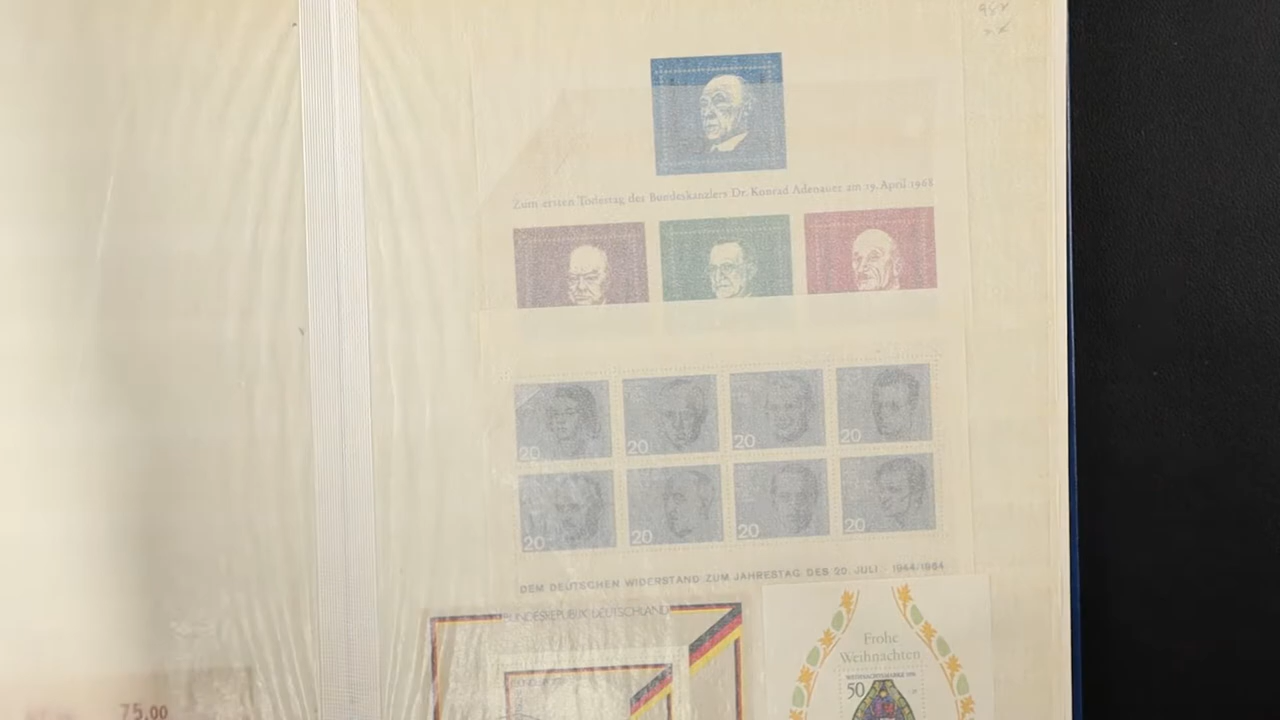 Zum ersten Todestag des Bundeskanzlers Dr. Konrad Adenauer am 19. April 1968
20 20 20 20
20 20 20 20
DEM DEUTSCHEN WIDERSTAND ZUM JAHRESTAG DES 20. JULI · 1944/1964
BUNDESREPUBLIK DEUTSCHLAND
Frohe
Weihnachten
50
75,00